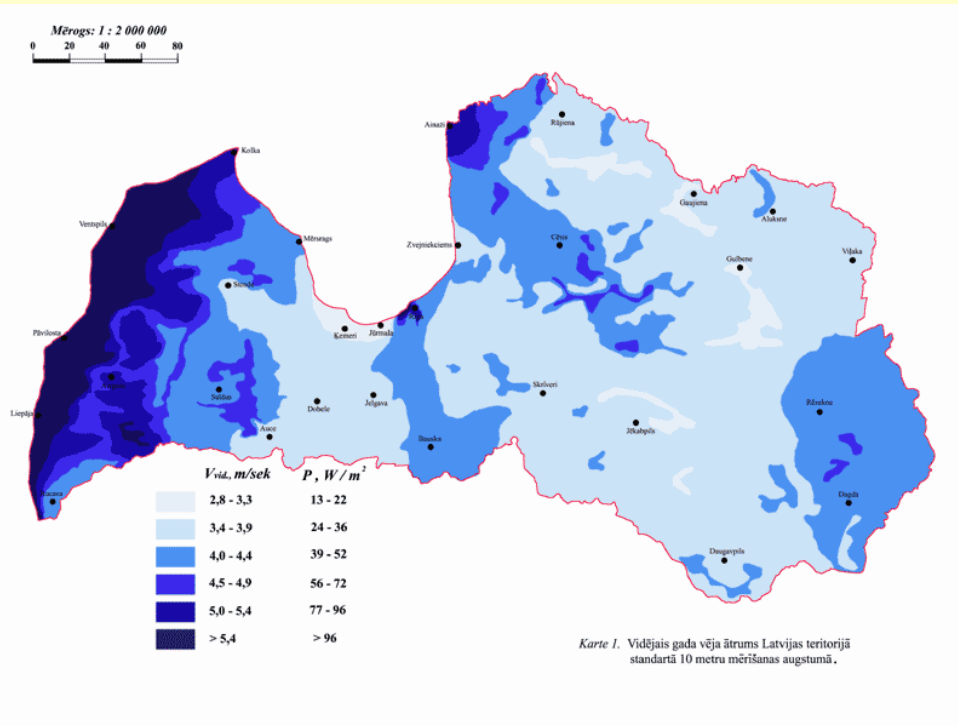 Mērogs: 1 : 2 000 000
0 20 40 60 80
Kolka
Ainaži
Rūjiena
Ventspils
Mērsrags
Zvejniekciems
Cēsis
Gaujiena
Alūksne
Gulbene
Viļaka
Stende
Pāvilosta
Ķemeri
Jūrmala
Rīga
Saldus
Dobele
Jelgava
Skrīveri
Liepāja
Auce
Bauska
Jēkabpils
Rēzekne
Rucava
Dagda
Daugavpils
Vvid., m/sek P , W / m²
2,8 - 3,3 13 - 22
3,4 - 3,9 24 - 36
4,0 - 4,4 39 - 52
4,5 - 4,9 56 - 72
5,0 - 5,4 77 - 96
> 5,4 > 96
Karte 1. Vidējais gada vēja ātrums Latvijas teritorijā
standartā 10 metru mērīšanas augstumā.